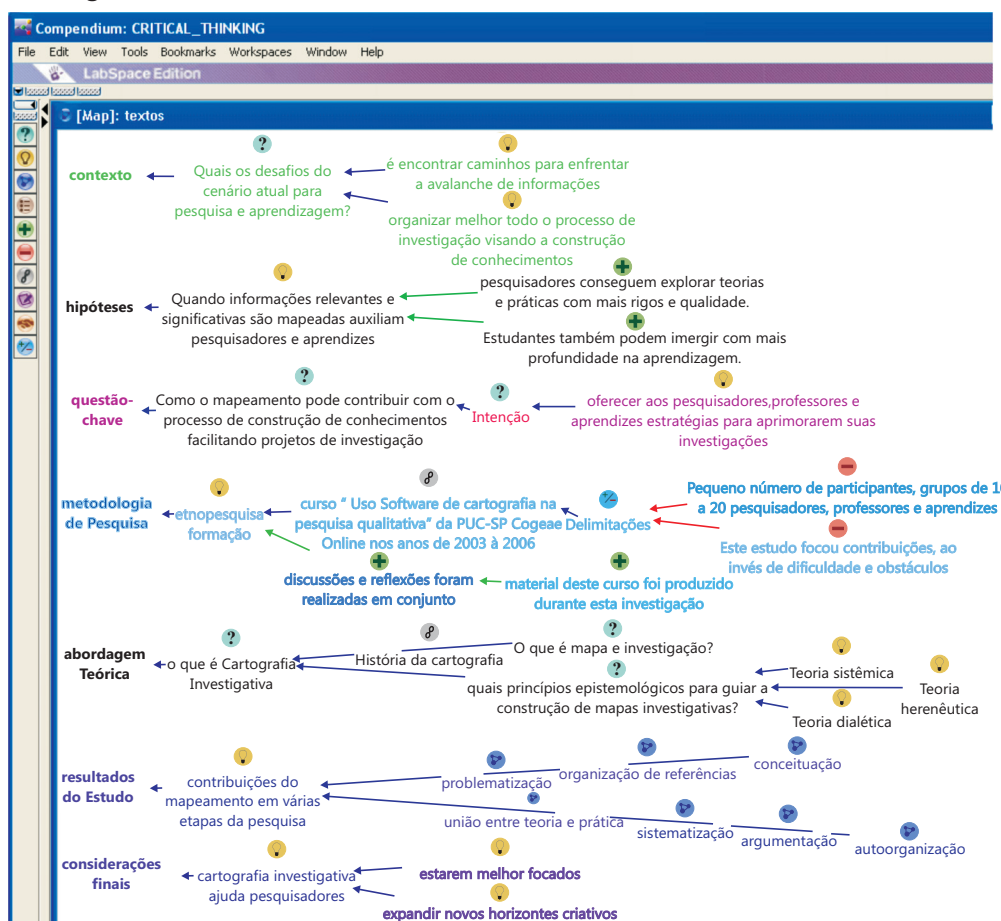 Compendium: CRITICAL_THINKING
File Edit View Tools Bookmarks Workspaces Window Help
LabSpace Edition
[Map]: textos
contexto
Quais os desafios do
cenário atual para
pesquisa e aprendizagem?
é encontrar caminhos para enfrentar
a avalanche de informações
organizar melhor todo o processo de
investigação visando a construção
de conhecimentos
hipóteses
Quando informações relevantes e
significativas são mapeadas auxiliam
pesquisadores e aprendizes
pesquisadores conseguem explorar teorias
e práticas com mais rigos e qualidade.
Estudantes também podem imergir com mais
profundidade na aprendizagem.
questão-
chave
Como o mapeamento pode contribuir com o
processo de construção de conhecimentos
facilitando projetos de investigação
Intenção
oferecer aos pesquisadores,professores e
aprendizes estratégias para aprimorarem suas
investigações
metodologia
de Pesquisa
etnopesquisa
formação
curso “ Uso Software de cartografia na
pesquisa qualitativa” da PUC-SP Cogeae
Online nos anos de 2003 à 2006
Delimitações
Pequeno número de participantes, grupos de
a 20 pesquisadores, professores e aprendizes
Este estudo focou contribuições, ao
invés de dificuldade e obstáculos
discussões e reflexões foram
realizadas em conjunto
material deste curso foi produzido
durante esta investigação
abordagem
Teórica
o que é Cartografia
Investigativa
História da cartografia
O que é mapa e investigação?
quais princípios epistemológicos para guiar a
construção de mapas investigativas?
Teoria sistêmica
Teoria
herenêutica
Teoria dialética
resultados
do Estudo
contribuições do
mapeamento em várias
etapas da pesquisa
problematização
organização de referências
conceituação
união entre teoria e prática
sistematização
argumentação
autoorganização
considerações
finais
cartografia investigativa
ajuda pesquisadores
estarem melhor focados
expandir novos horizontes criativos